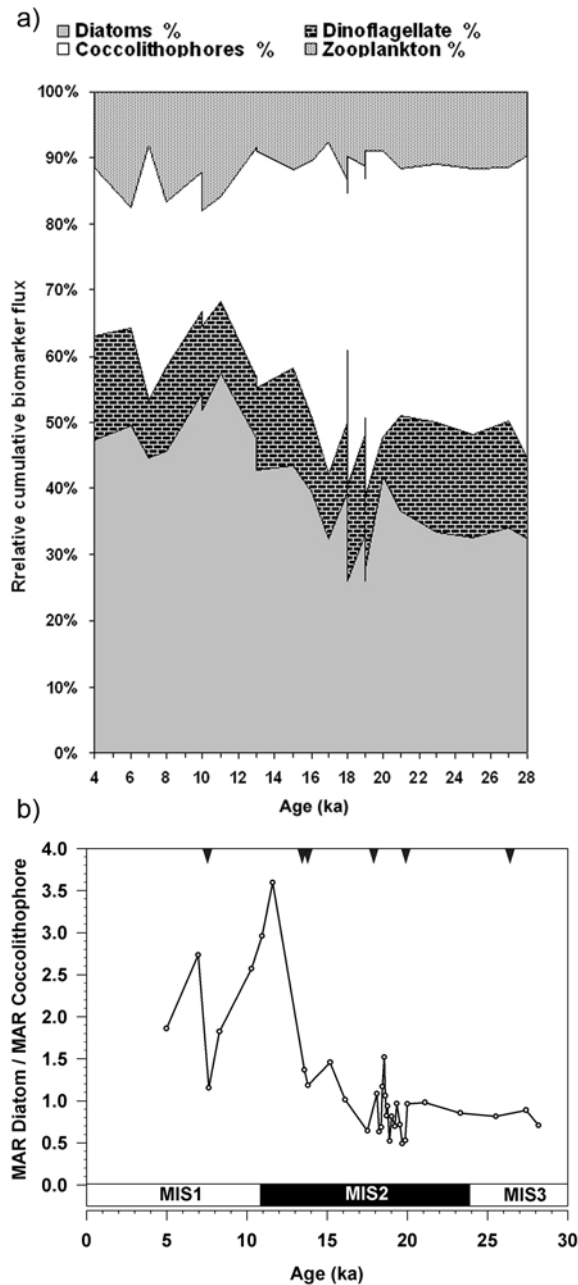 a)
Diatoms % Dinoflagellate %
Coccolithophores % Zooplankton %
100%
90%
80%
70%
60%
50%
40%
30%
20%
10%
0%
Rrelative cumulative biomarker flux
4 6 8 10 12 14 16 18 20 22 24 26 28
Age (ka)
b)
4.0
3.5
3.0
2.5
2.0
1.5
1.0
0.5
0.0
MAR Diatom / MAR Coccolithophore
MIS1 MIS2 MIS3
0 5 10 15 20 25 30
Age (ka)